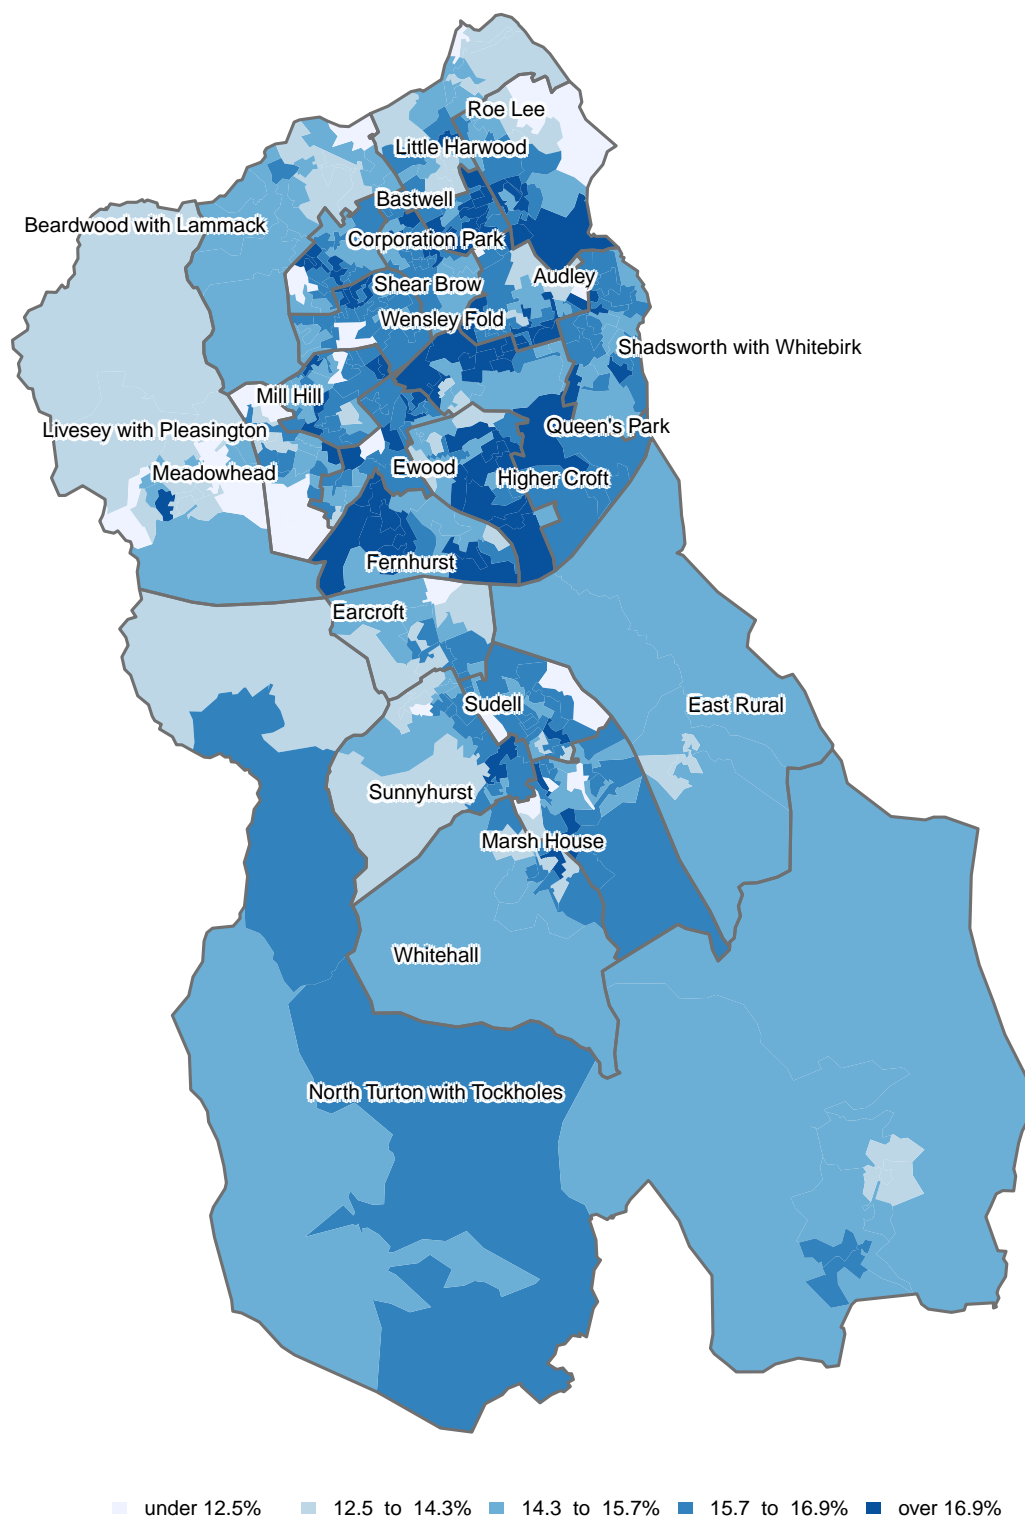 Roe Lee
Little Harwood
Bastwell
Beardwood with Lammack
Corporation Park
Audley
Shear Brow
Wensley Fold
Shadsworth with Whitebirk
Mill Hill
Queen's Park
Livesey with Pleasington
Ewood
Meadowhead
Higher Croft
Fernhurst
Earcroft
Sudell
East Rural
Sunnyhurst
Marsh House
Whitehall
North Turton with Tockholes
under 12.5% 12.5 to 14.3% 14.3 to 15.7% 15.7 to 16.9% over 16.9%